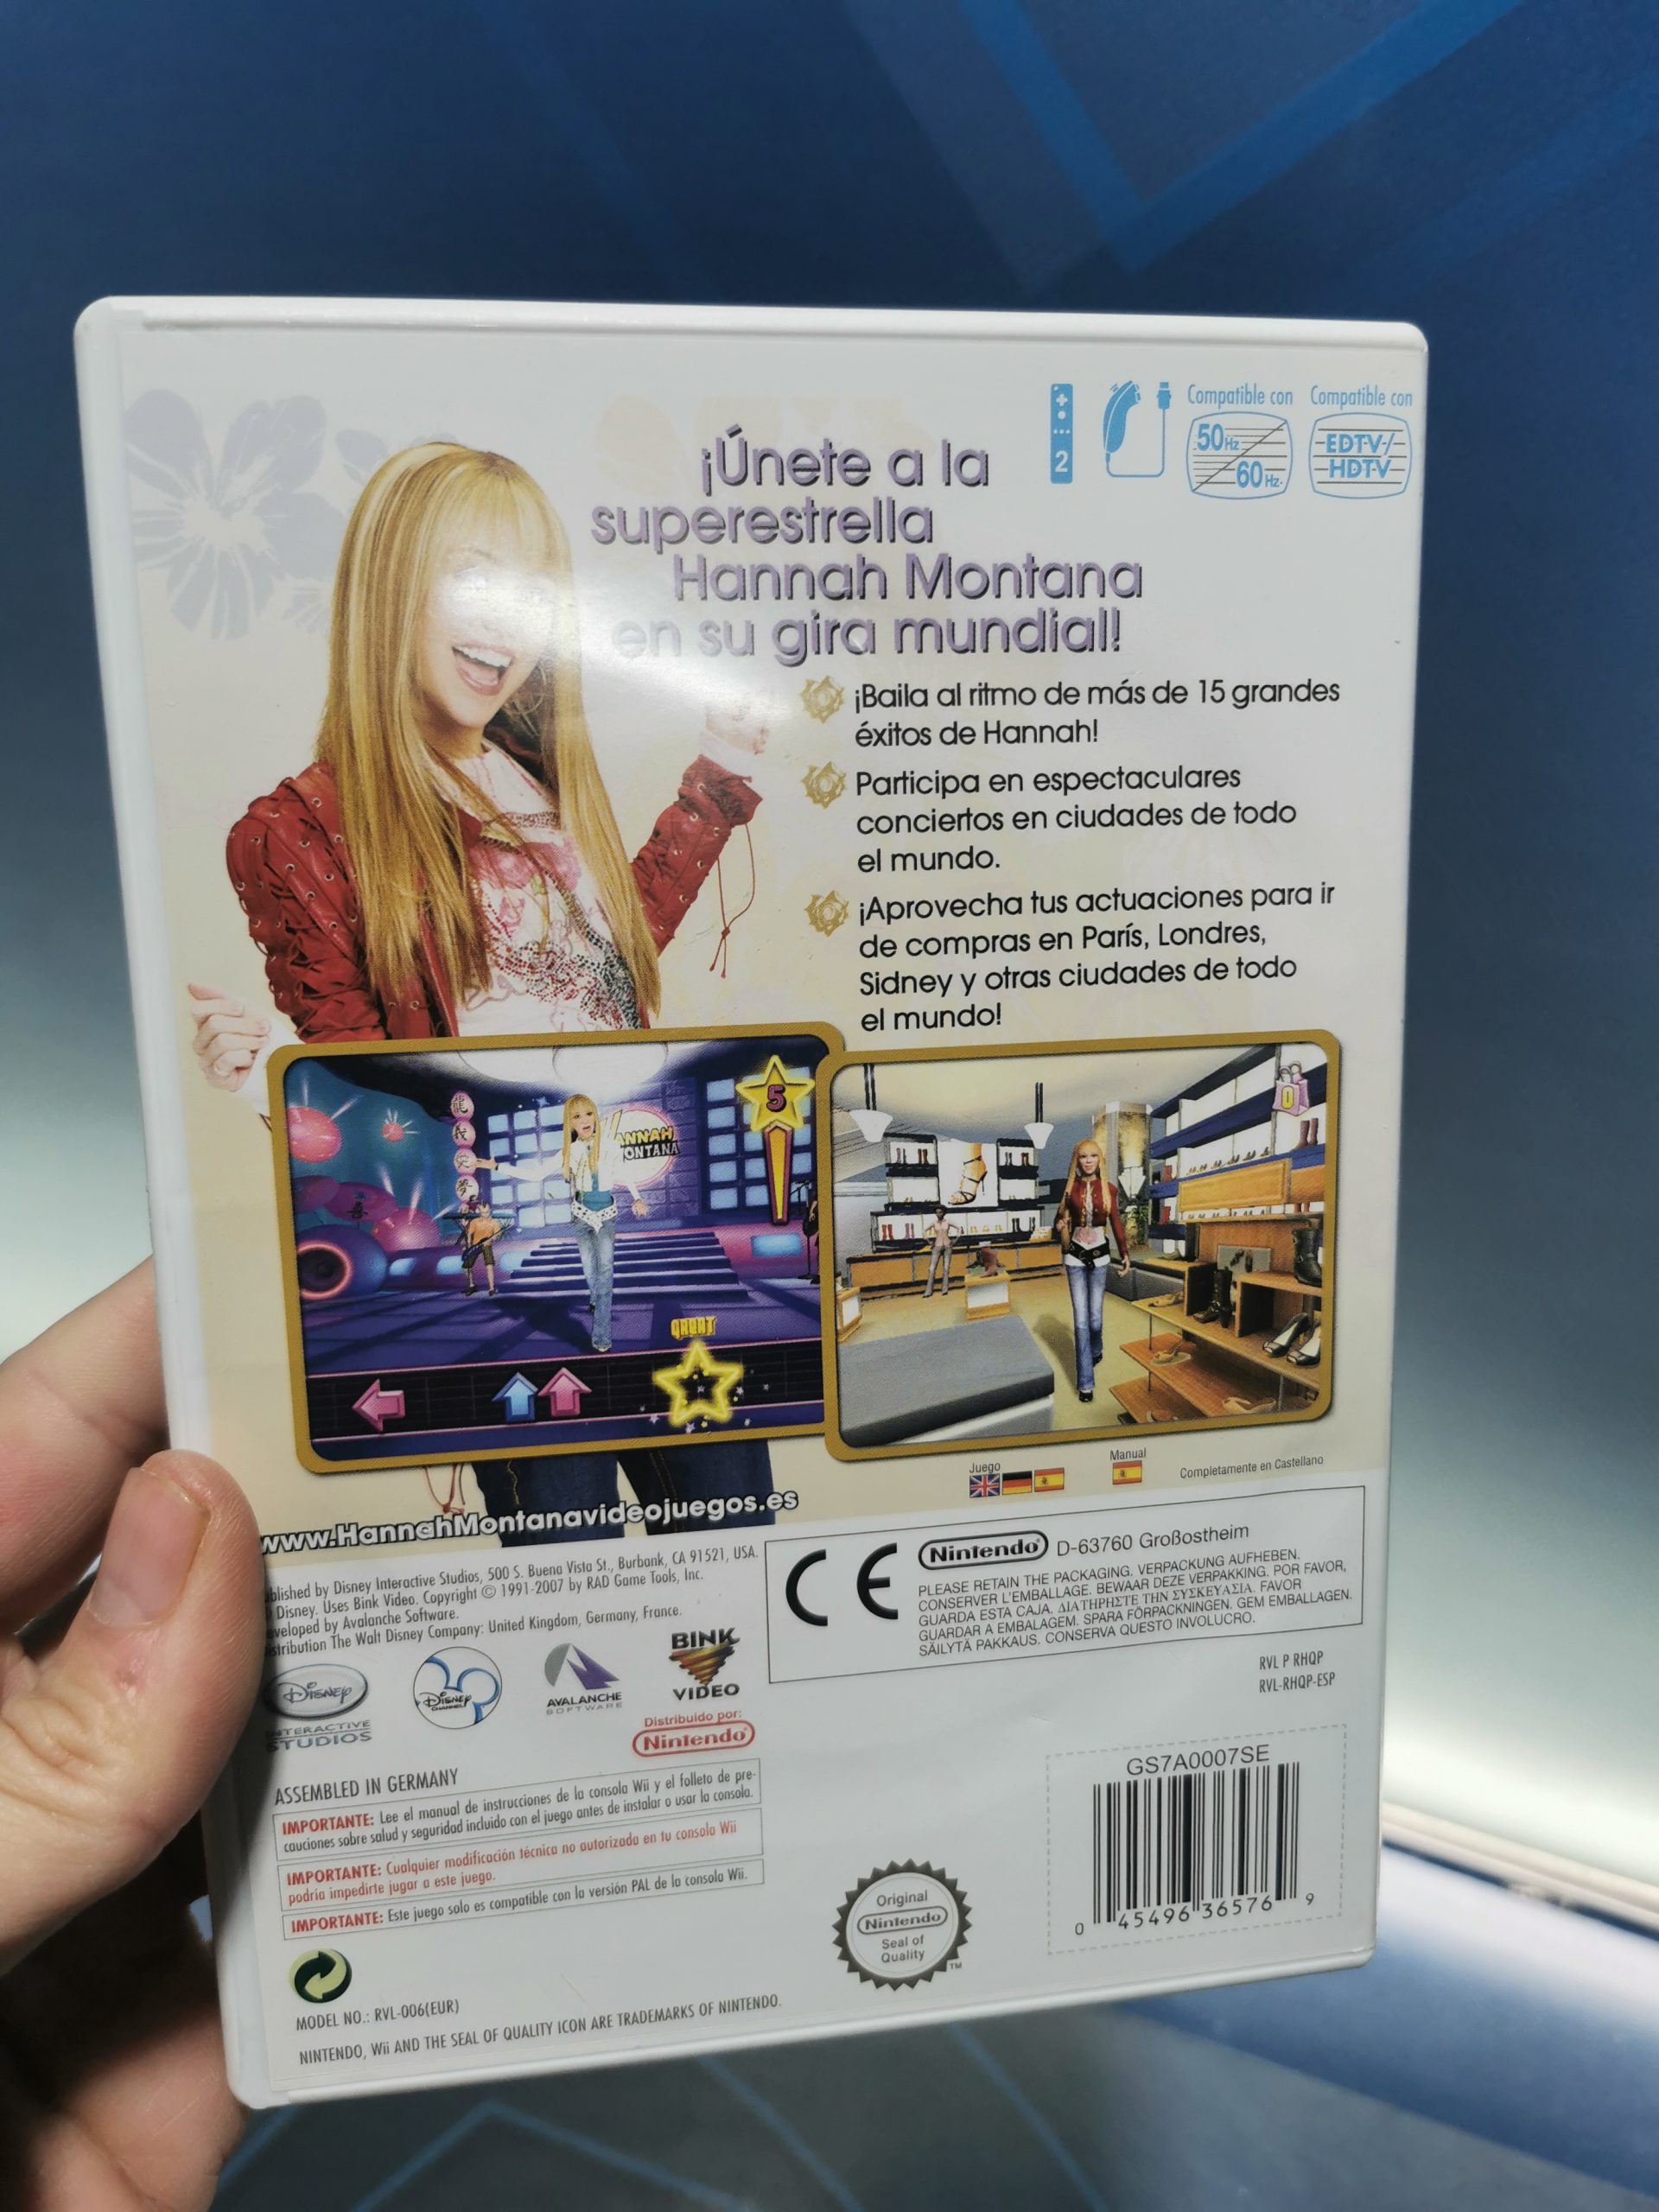 2
Compatible con
50Hz
60Hz
Compatible con
EDTV/
HDTV
¡Únete a la
superestrella
Hannah Montana
en su gira mundial!
¡Baila al ritmo de más de 15 grandes
éxitos de Hannah!
Participa en espectaculares
conciertos en ciudades de todo
el mundo.
¡Aprovecha tus actuaciones para ir
de compras en París, Londres,
Sidney y otras ciudades de todo
el mundo!
5
ANNAH
ONTANA
GREAT
0
Juego
Manual
Completamente en Castellano
www.HannahMontanavideojuegos.es
blished by Disney Interactive Studios, 500 S. Buena Vista St., Burbank, CA 91521, USA.
Disney. Uses Bink Video. Copyright © 1991-2007 by RAD Game Tools, Inc.
eveloped by Avalanche Software.
istribution The Walt Disney Company: United Kingdom, Germany, France.
Disney
INTERACTIVE
STUDIOS
Disney
CHANNEL
AVALANCHE
SOFTWARE
BINK
VIDEO
Distribuido por:
Nintendo
CE
Nintendo D-63760 Großostheim
PLEASE RETAIN THE PACKAGING. VERPACKUNG AUFHEBEN.
CONSERVER L'EMBALLAGE. BEWAAR DEZE VERPAKKING. POR FAVOR,
GUARDA ESTA CAJA. ΔΙΑΤΗΡΗΣΤΕ ΤΗΝ ΣΥΣΚΕΥΑΣΙΑ. FAVOR
GUARDAR A EMBALAGEM. SPARA FÖRPACKNINGEN. GEM EMBALLAGEN.
SÄILYTÄ PAKKAUS. CONSERVA QUESTO INVOLUCRO.
RVL P RHQP
RVL-RHQP-ESP
ASSEMBLED IN GERMANY
IMPORTANTE: Lee el manual de instrucciones de la consola Wii y el folleto de pre-
cauciones sobre salud y seguridad incluido con el juego antes de instalar o usar la consola.
IMPORTANTE: Cualquier modificación técnica no autorizada en tu consola Wii
podría impedirte jugar a este juego.
IMPORTANTE: Este juego solo es compatible con la versión PAL de la consola Wii.
GS7A0007SE
0 45496 36576 9
Original
Nintendo
Seal of
Quality
TM
MODEL NO.: RVL-006(EUR)
NINTENDO, Wii AND THE SEAL OF QUALITY ICON ARE TRADEMARKS OF NINTENDO.